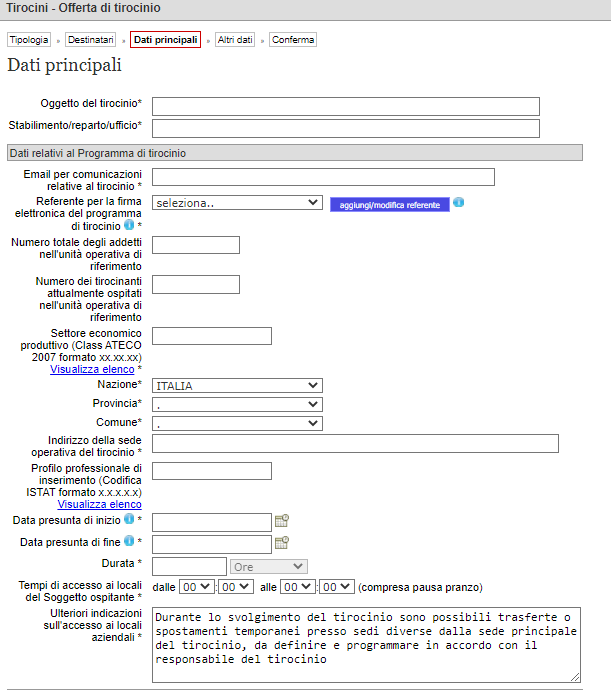 Tirocini - Offerta di tirocinio
Tipologia » Destinatari » Dati principali » Altri dati » Conferma
Dati principali
Oggetto del tirocinio*
Stabilimento/reparto/ufficio*
Dati relativi al Programma di tirocinio
Email per comunicazioni
relative al tirocinio *
Referente per la firma
elettronica del programma
di tirocinio i *
seleziona..
aggiungi/modifica referente i
Numero totale degli addetti
nell'unità operativa di
riferimento
Numero dei tirocinanti
attualmente ospitati
nell'unità operativa di
riferimento
Settore economico
produttivo (Class ATECO
2007 formato xx.xx.xx)
Visualizza elenco *
Nazione* ITALIA
Provincia* .
Comune* .
Indirizzo della sede
operativa del tirocinio *
Profilo professionale di
inserimento (Codifica
ISTAT formato x.x.x.x.x)
Visualizza elenco
Data presunta di inizio i *
Data presunta di fine i *
Durata * Ore
Tempi di accesso ai locali
del Soggetto ospitante *
dalle 00 : 00 alle 00 : 00 (compresa pausa pranzo)
Ulteriori indicazioni
sull'accesso ai locali
aziendali *
Durante lo svolgimento del tirocinio sono possibili trasferte o
spostamenti temporanei presso sedi diverse dalla sede principale
del tirocinio, da definire e programmare in accordo con il
responsabile del tirocinio